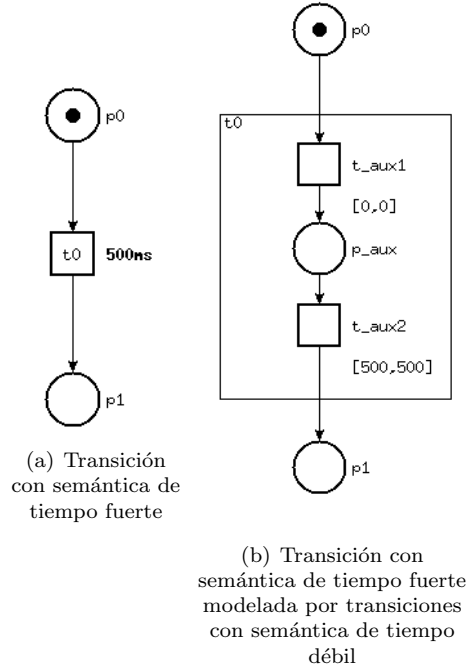 p0
t0 500ms
p1
(a) Transición
con semántica de
tiempo fuerte
p0
t0
t_aux1
[0,0]
p_aux
t_aux2
[500,500]
p1
(b) Transición con
semántica de tiempo fuerte
modelada por transiciones
con semántica de tiempo
débil